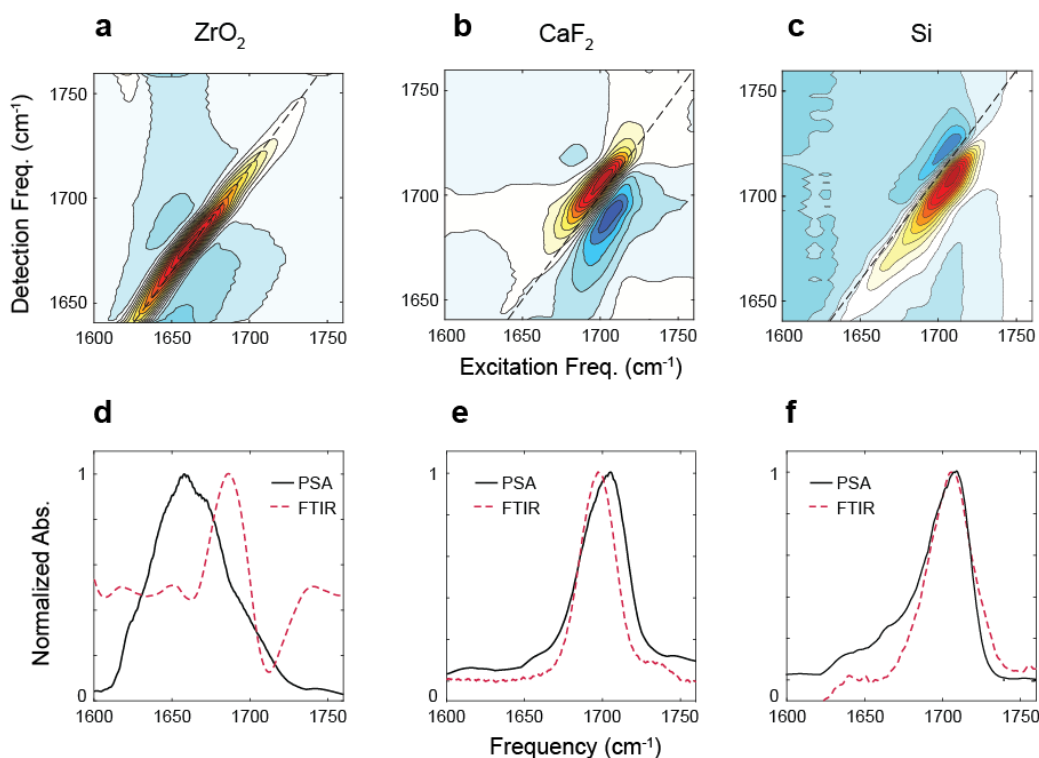 a ZrO2
b CaF2
c Si
Detection Freq. (cm-1)
1750
1700
1650
1600 1650 1700 1750
1750
1700
1650
1600 1650 1700 1750
1750
1700
1650
1600 1650 1700 1750
Excitation Freq. (cm-1)
d
e
f
Normalized Abs.
1
0
PSA
FTIR
1600 1650 1700 1750
1
0
PSA
FTIR
1600 1650 1700 1750
1
0
PSA
FTIR
1600 1650 1700 1750
Frequency (cm-1)